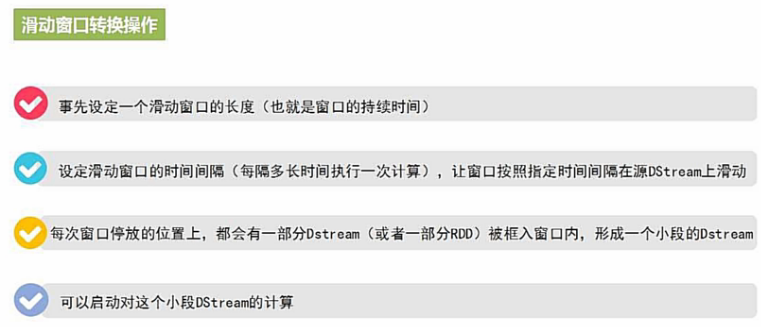 滑动窗口转换操作
事先设定一个滑动窗口的长度（也就是窗口的持续时间）
设定滑动窗口的时间间隔（每隔多长时间执行一次计算），让窗口按照指定时间间隔在源DStream上滑动
每次窗口停放的位置上，都会有一部分Dstream（或者一部分RDD）被框入窗口内，形成一个小段的Dstream
可以启动对这个小段DStream的计算